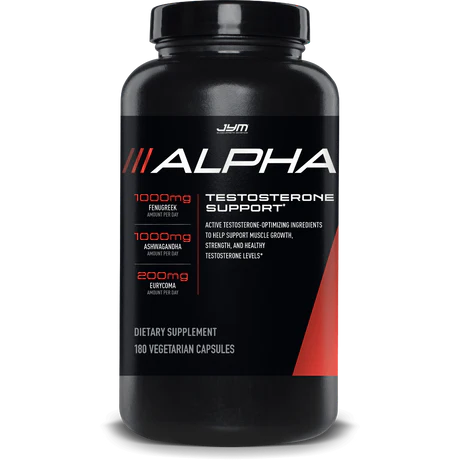 JYM
ALPHA
1000mg
FENUGREEK
AMOUNT PER DAY
1000mg
ASHWAGANDHA
AMOUNT PER DAY
200mg
EURYCOMA
AMOUNT PER DAY
TESTOSTERONE
SUPPORT*
ACTIVE TESTOSTERONE-OPTIMIZING INGREDIENTS
TO HELP SUPPORT MUSCLE GROWTH,
STRENGTH, AND HEALTHY
TESTOSTERONE LEVELS*
DIETARY SUPPLEMENT
180 VEGETARIAN CAPSULES